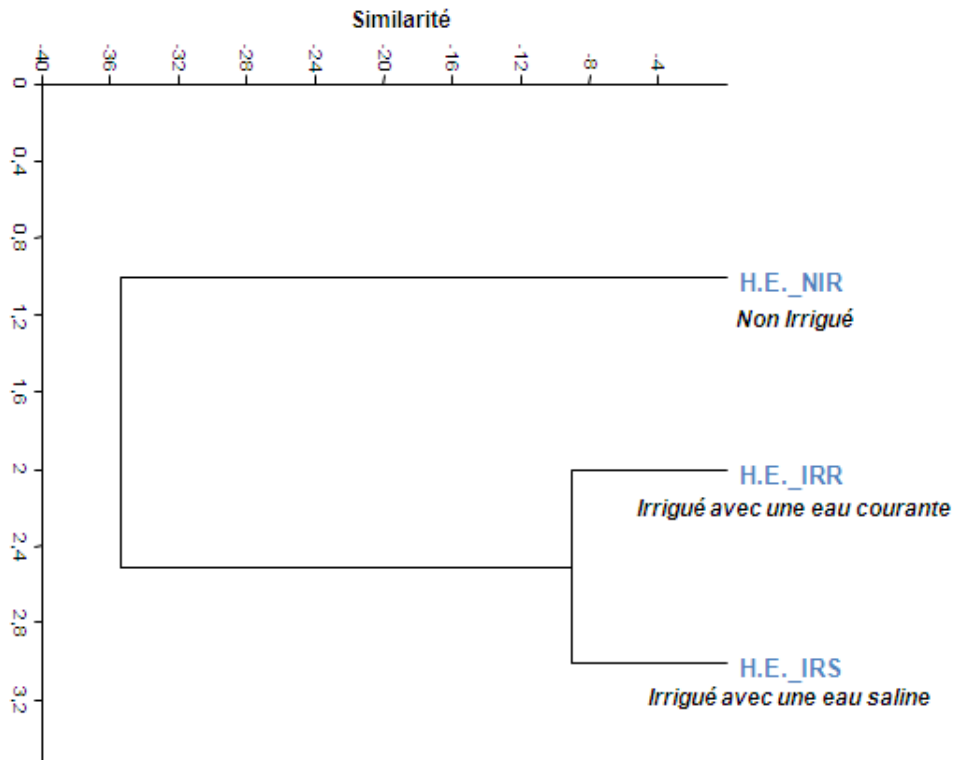 Similarité
-40 -36 -32 -28 -24 -20 -16 -12 -8 -4
0
0,4
0,8
H.E._NIR
1,2
Non Irrigué
1,6
2
H.E._IRR
Irrigué avec une eau courante
2,4
2,8
H.E._IRS
Irrigué avec une eau saline
3,2